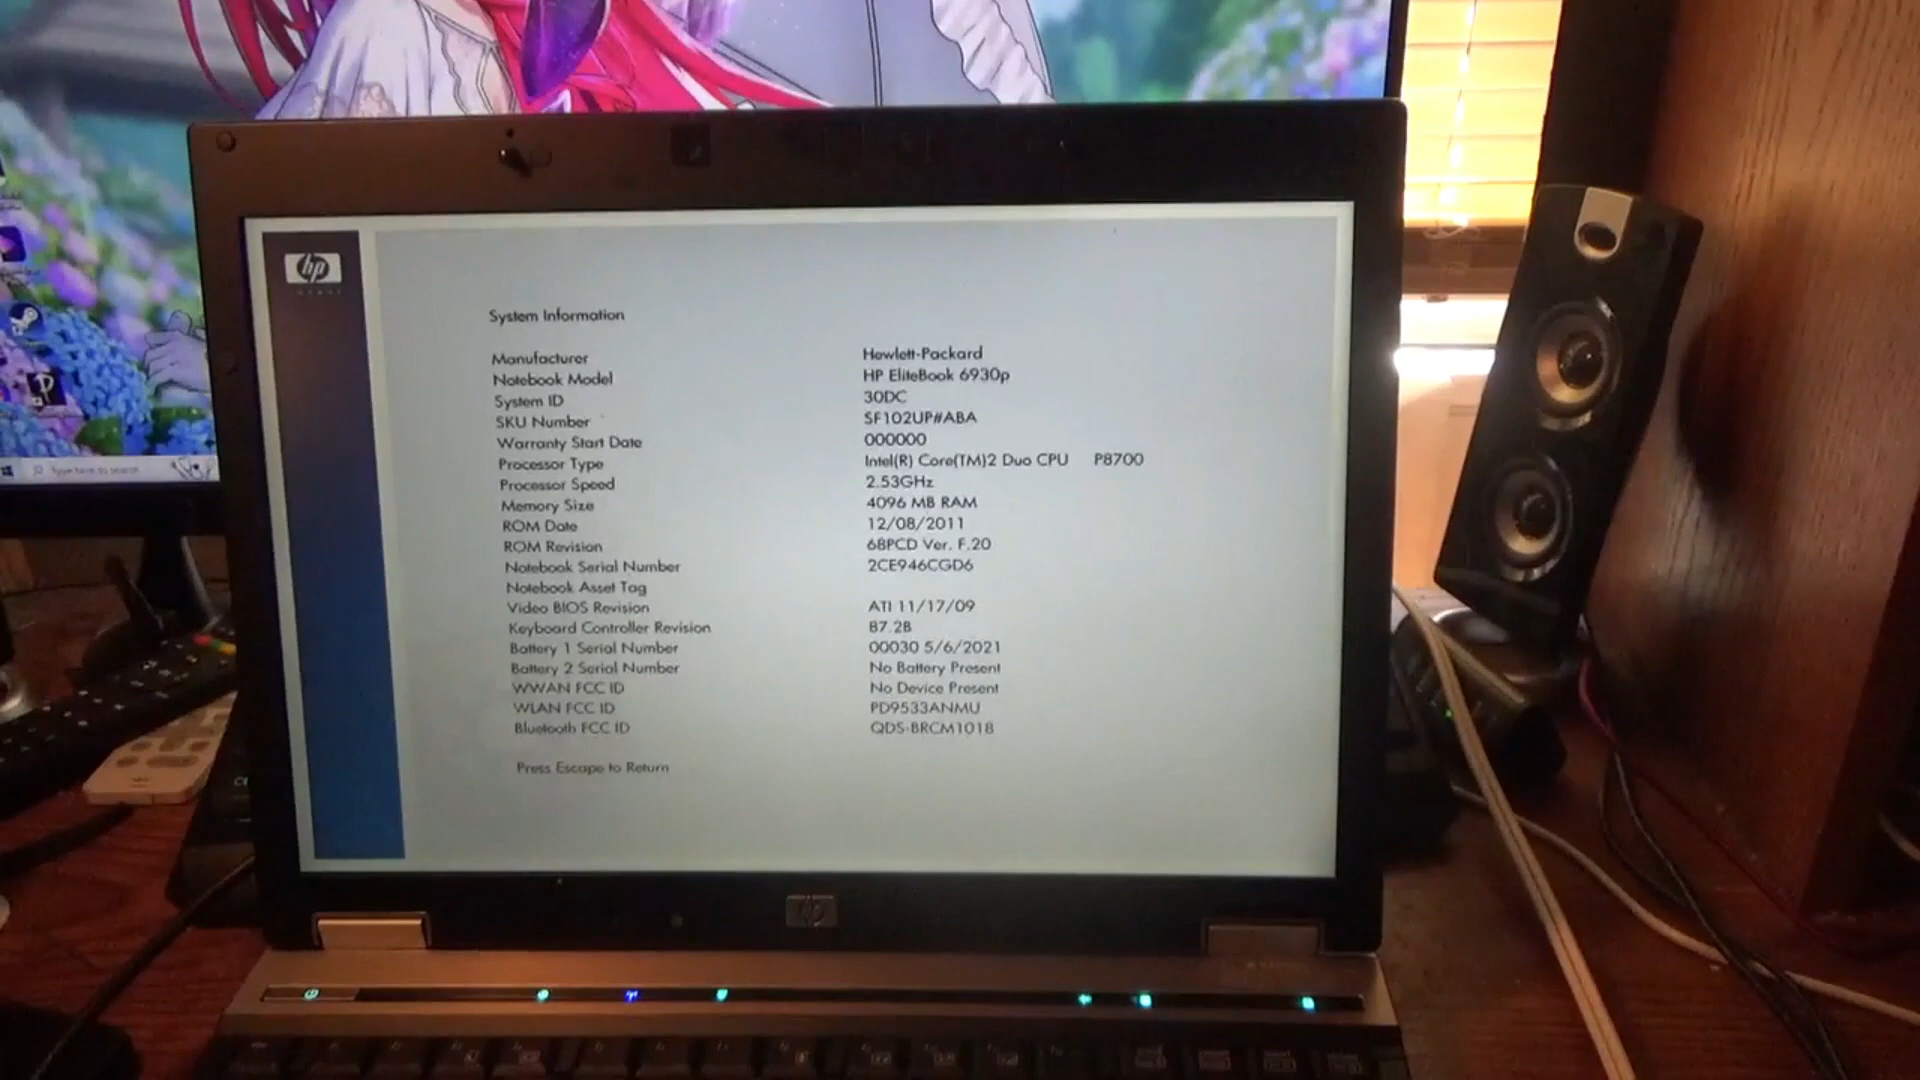 hp
System Information
Manufacturer Hewlett-Packard
Notebook Model HP EliteBook 6930p
System ID 30DC
SKU Number SF102UP#ABA
Warranty Start Date 000000
Processor Type Intel(R) Core(TM)2 Duo CPU P8700
Processor Speed 2.53GHz
Memory Size 4096 MB RAM
ROM Date 12/08/2011
ROM Revision 68PCD Ver. F.20
Notebook Serial Number 2CE946CGD6
Notebook Asset Tag
Video BIOS Revision ATI 11/17/09
Keyboard Controller Revision 87.2B
Battery 1 Serial Number 00030 5/6/2021
Battery 2 Serial Number No Battery Present
WWAN FCC ID No Device Present
WLAN FCC ID PD9533ANMU
Bluetooth FCC ID QDS-BRCM1018
Press Escape to Return
Type here to search
hp